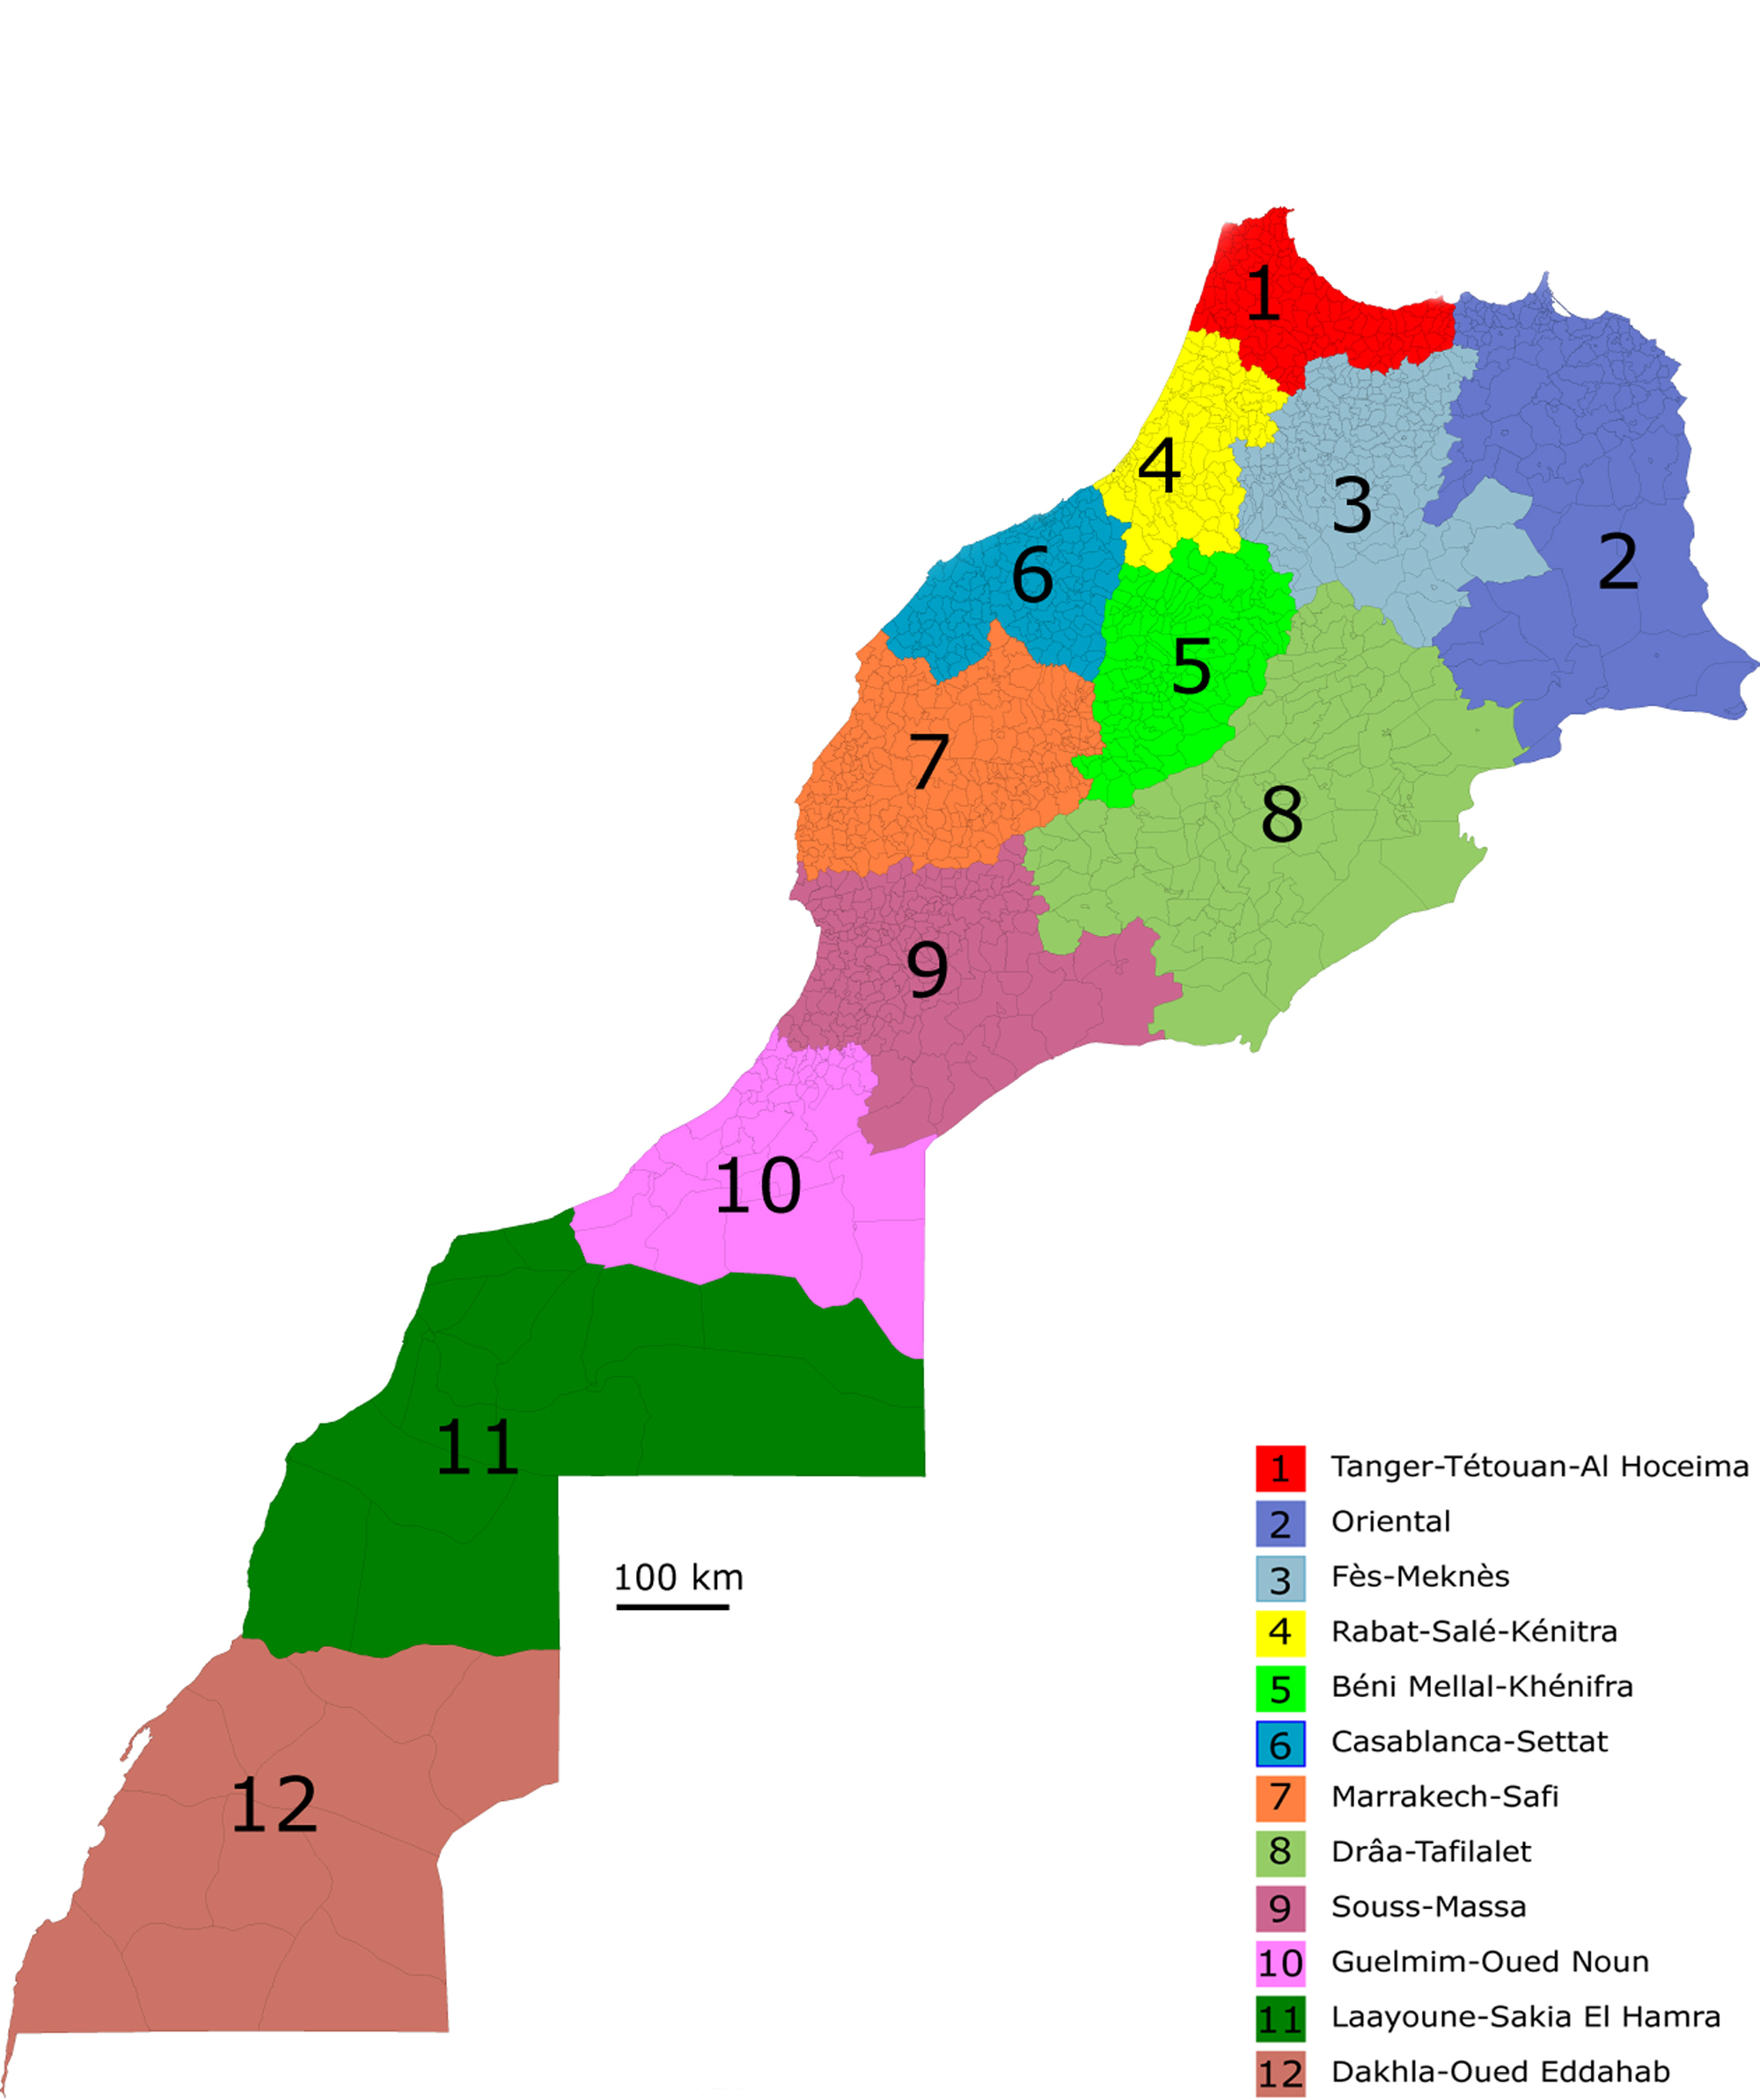 1
2
3
4
5
6
7
8
9
10
11
12
100 km
1 Tanger-Tétouan-Al Hoceima
2 Oriental
3 Fès-Meknès
4 Rabat-Salé-Kénitra
5 Béni Mellal-Khénifra
6 Casablanca-Settat
7 Marrakech-Safi
8 Drâa-Tafilalet
9 Souss-Massa
10 Guelmim-Oued Noun
11 Laayoune-Sakia El Hamra
12 Dakhla-Oued Eddahab